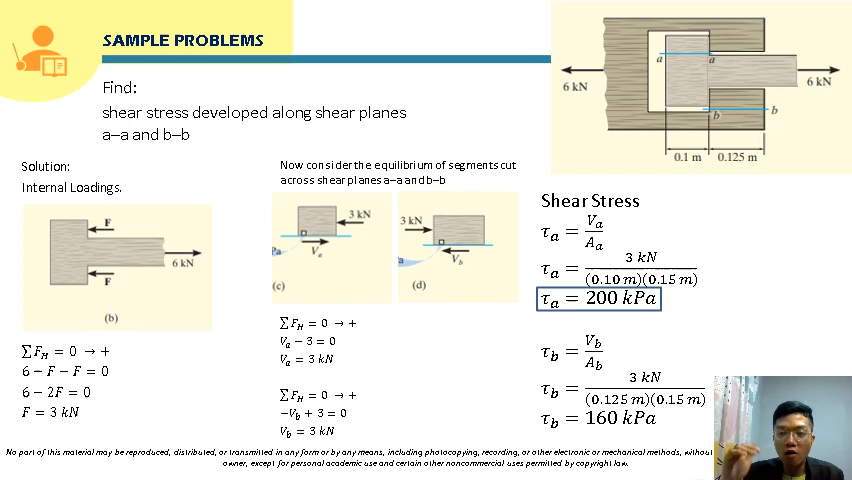 SAMPLE PROBLEMS
Find:
shear stress developed along shear planes
a–a and b–b
Solution:
Internal Loadings.
F
6 kN
F
(b)
∑F_H = 0 → +
6 − F − F = 0
6 − 2F = 0
F = 3 kN
Now consider the equilibrium of segments cut
across shear planes a–a and b–b
3 kN
V_a
Pa
(c)
3 kN
V_b
a
(d)
∑F_H = 0 → +
V_a − 3 = 0
V_a = 3 kN
∑F_H = 0 → +
−V_b + 3 = 0
V_b = 3 kN
a a
6 kN 6 kN
b b
0.1 m 0.125 m
Shear Stress
τ_a = V_a / A_a
τ_a = 3 kN / (0.10 m)(0.15 m)
τ_a = 200 kPa
τ_b = V_b / A_b
τ_b = 3 kN / (0.125 m)(0.15 m)
τ_b = 160 kPa
No part of this material may be reproduced, distributed, or transmitted in any form or by any means, including photocopying, recording, or other electronic or mechanical methods, without
owner, except for personal academic use and certain other noncommercial uses permitted by copyright law.